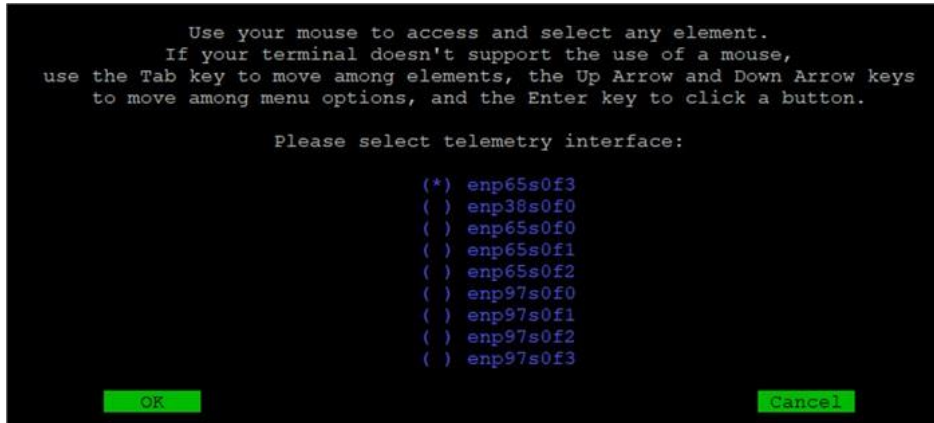 Use your mouse to access and select any element.
If your terminal doesn't support the use of a mouse,
use the Tab key to move among elements, the Up Arrow and Down Arrow keys
to move among menu options, and the Enter key to click a button.
Please select telemetry interface:
(*) enp65s0f3
( ) enp38s0f0
( ) enp65s0f0
( ) enp65s0f1
( ) enp65s0f2
( ) enp97s0f0
( ) enp97s0f1
( ) enp97s0f2
( ) enp97s0f3
OK Cancel